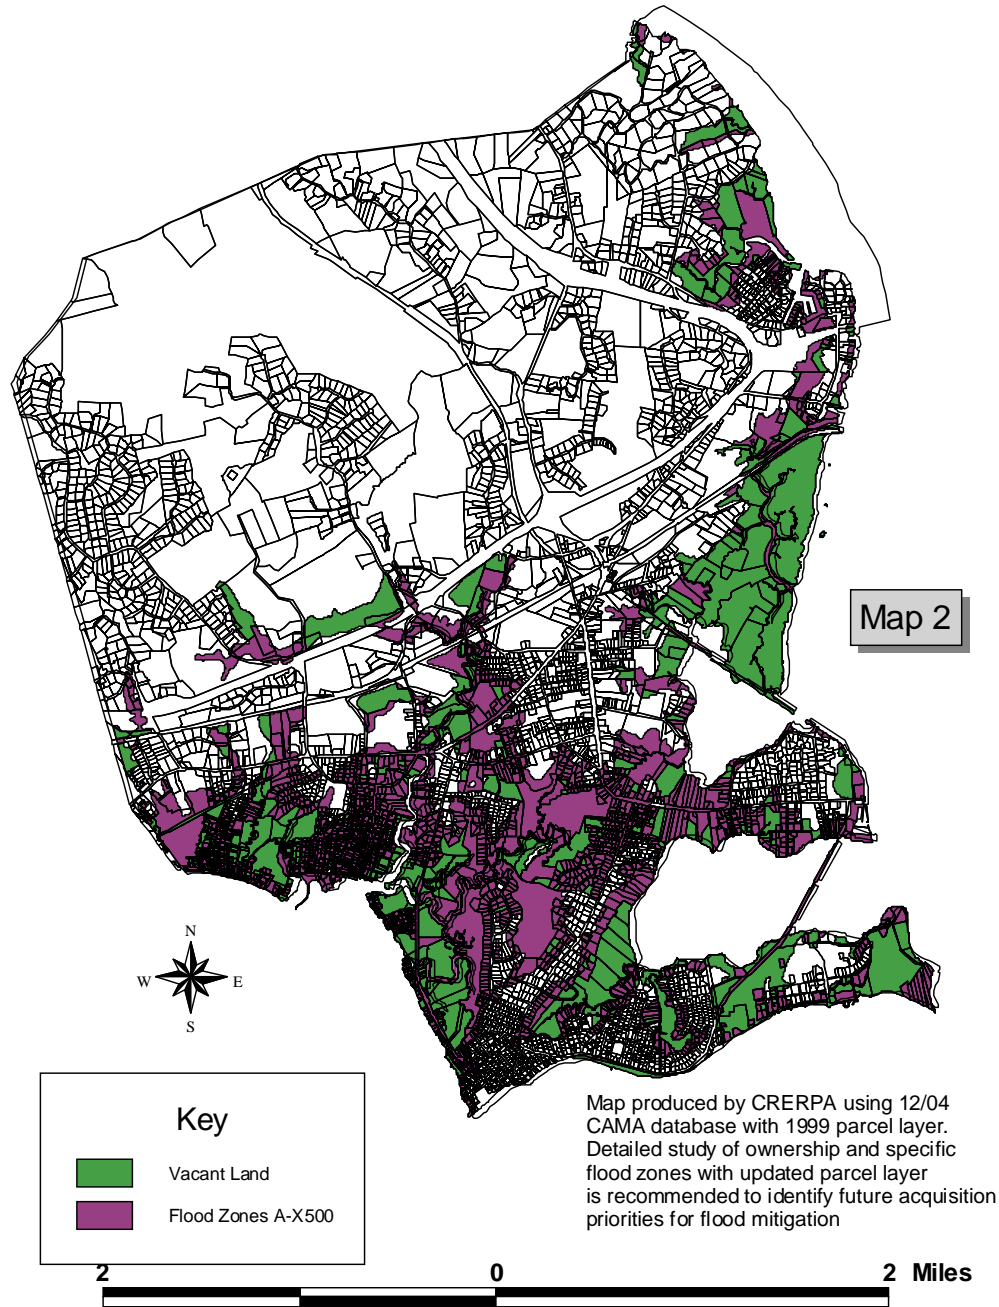 Map 2
N
W E
S
Key
Vacant Land
Flood Zones A-X500
Map produced by CRERPA using 12/04
CAMA database with 1999 parcel layer.
Detailed study of ownership and specific
flood zones with updated parcel layer
is recommended to identify future acquisition
priorities for flood mitigation
2 0 2 Miles